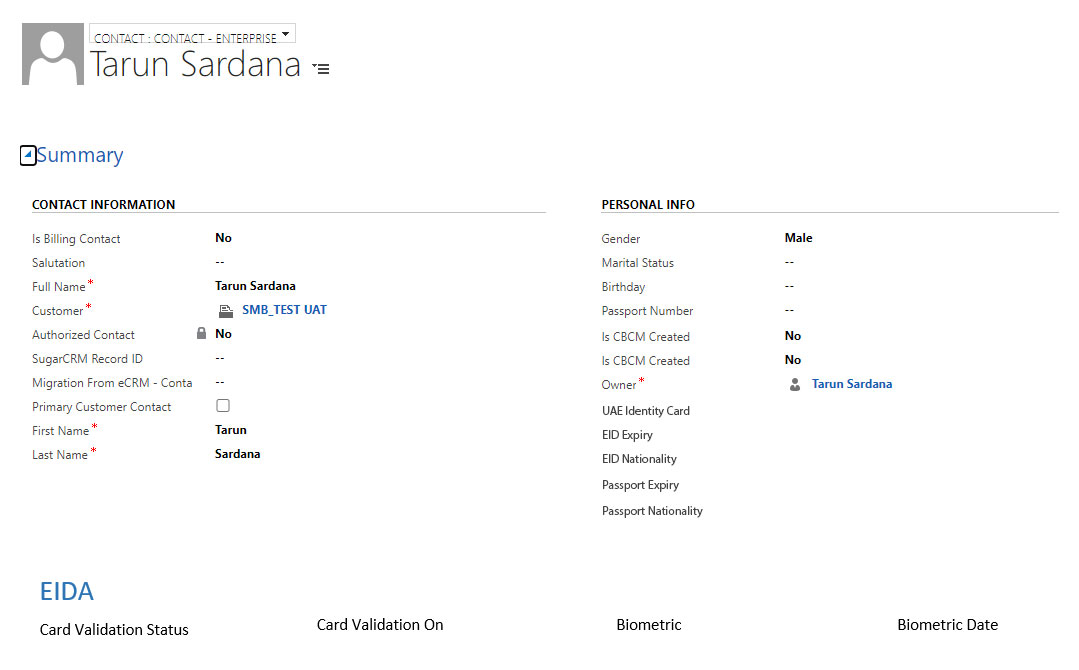 CONTACT : CONTACT - ENTERPRISE
Tarun Sardana
Summary
CONTACT INFORMATION
Is Billing Contact No
Salutation --
Full Name* Tarun Sardana
Customer* SMB_TEST UAT
Authorized Contact No
SugarCRM Record ID --
Migration From eCRM - Conta --
Primary Customer Contact
First Name* Tarun
Last Name* Sardana
PERSONAL INFO
Gender Male
Marital Status --
Birthday --
Passport Number --
Is CBCM Created No
Is CBCM Created No
Owner* Tarun Sardana
UAE Identity Card
EID Expiry
EID Nationality
Passport Expiry
Passport Nationality
EIDA
Card Validation Status Card Validation On Biometric Biometric Date